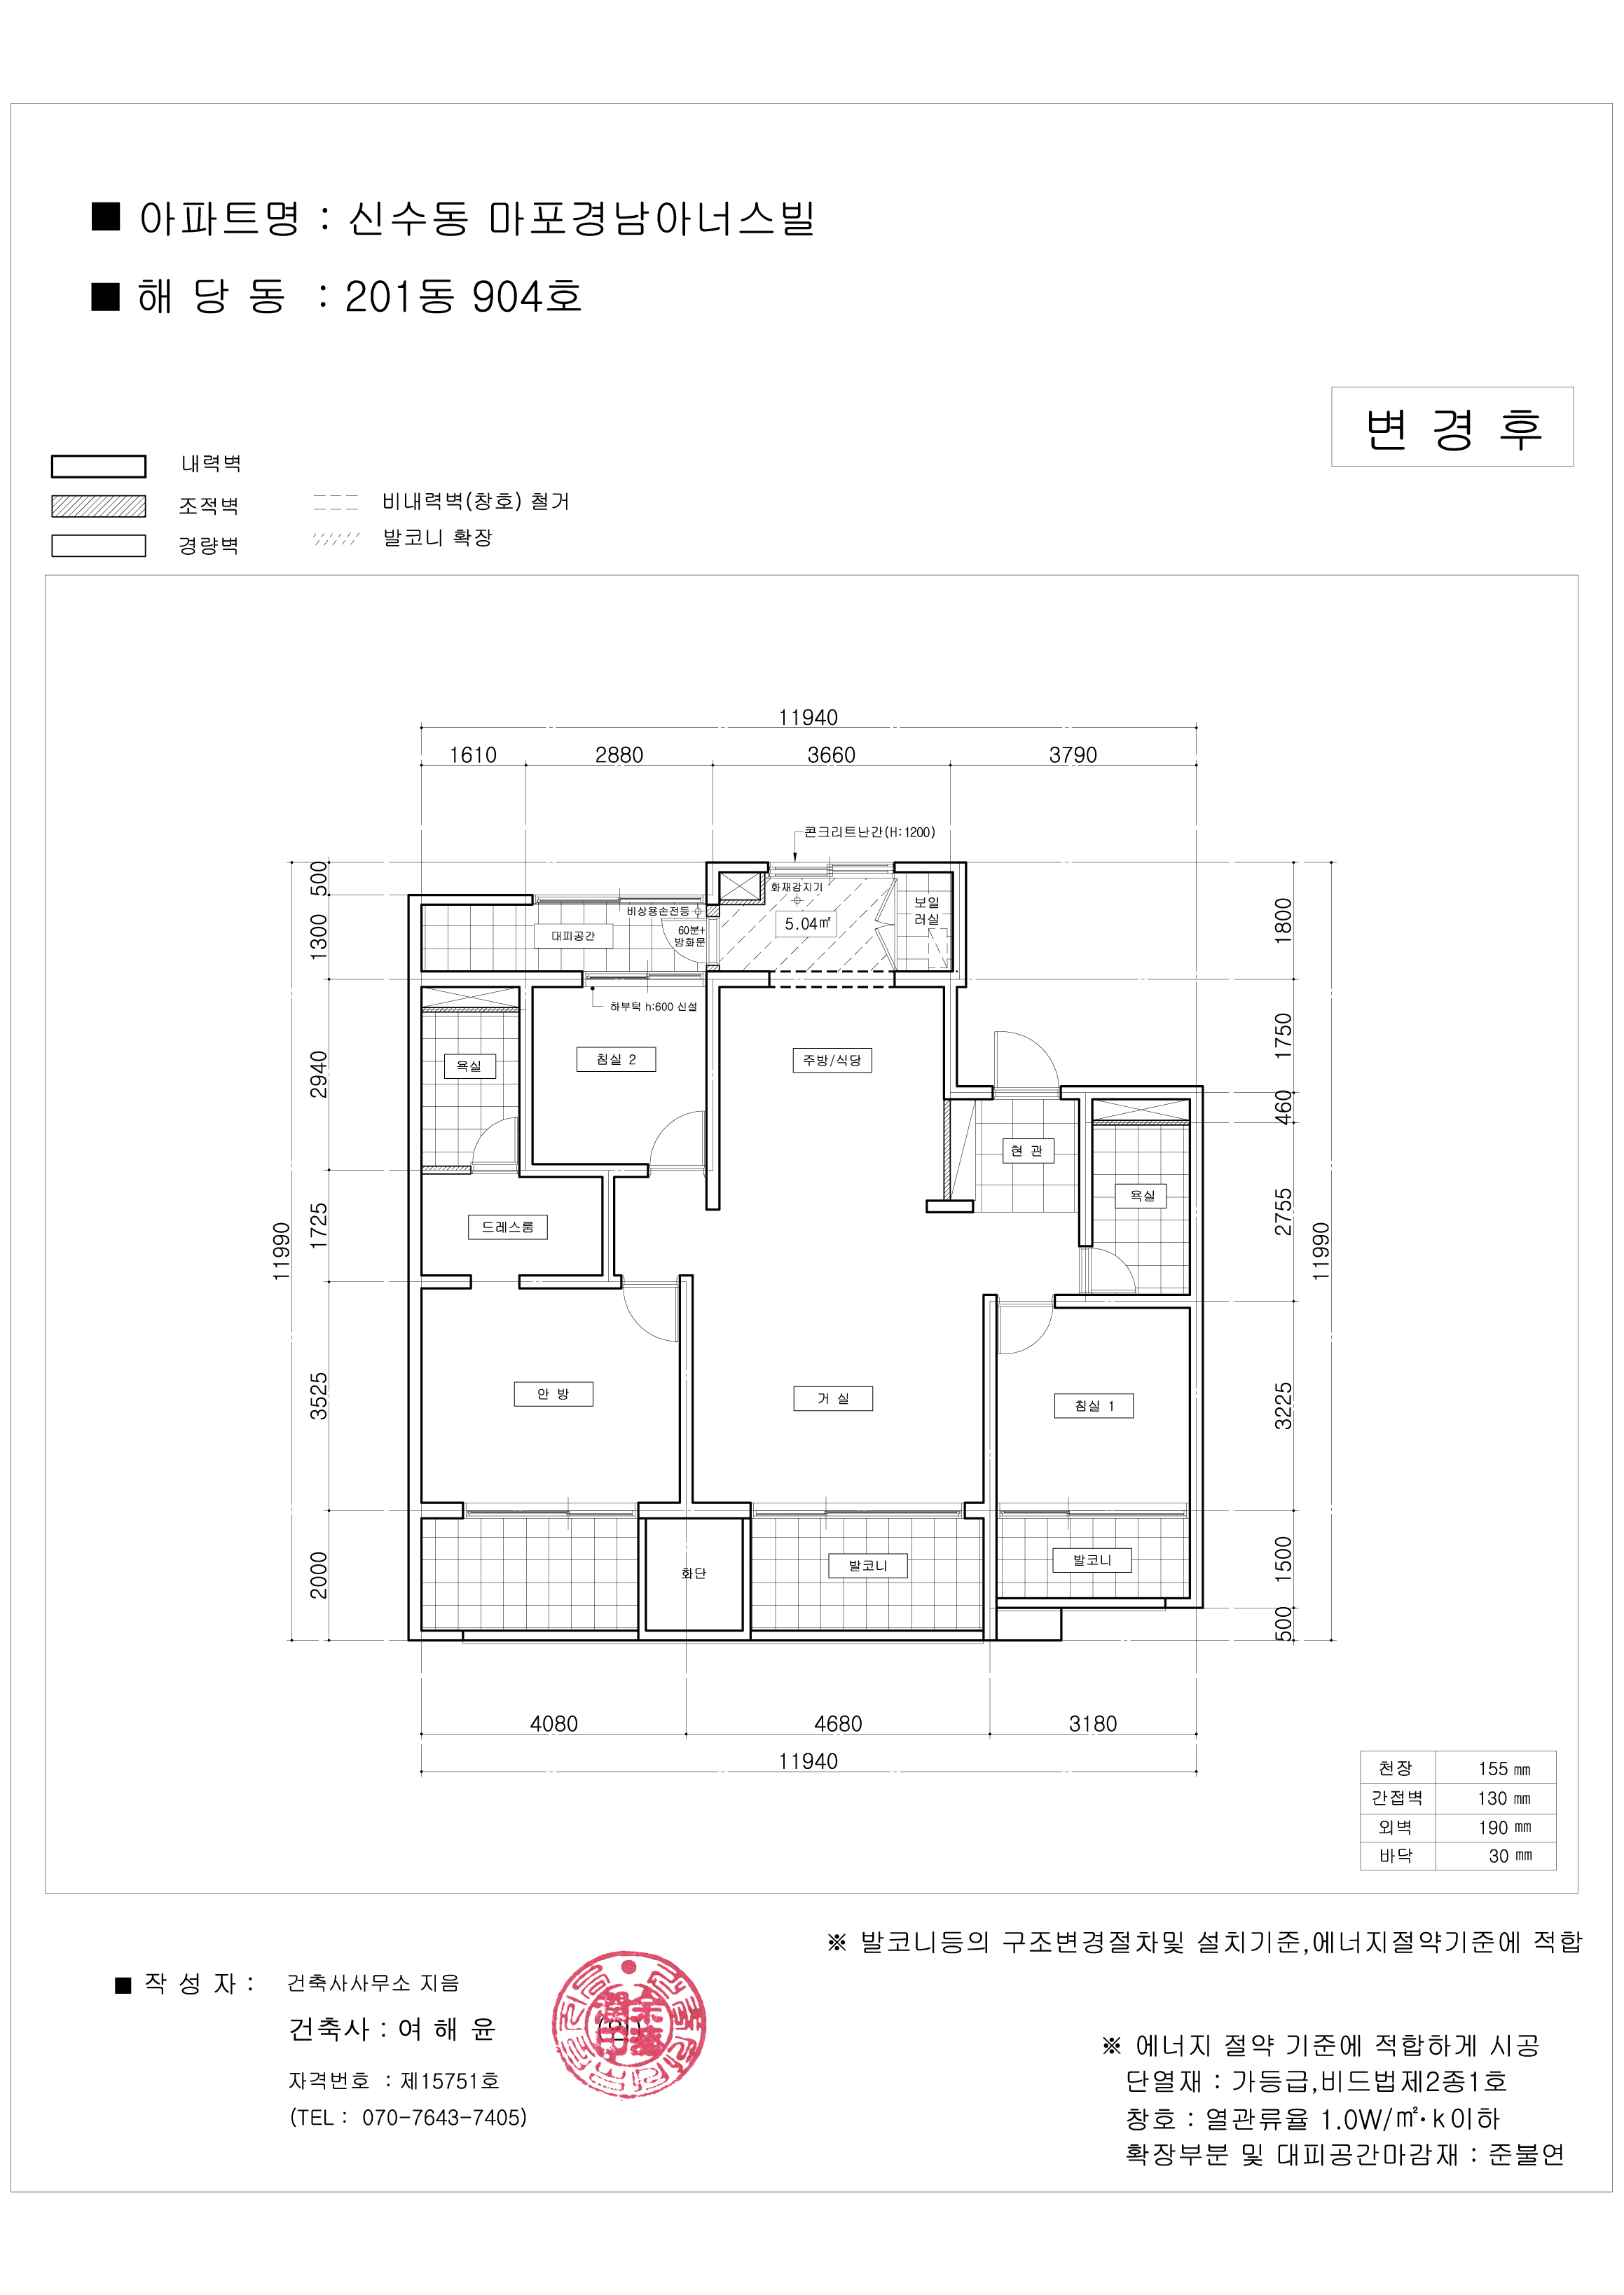 ■ 아파트명 : 신수동 마포경남아너스빌
■ 해 당 동 : 201동 904호
변 경 후
내력벽
조적벽
경량벽
비내력벽(창호) 철거
발코니 확장
11940
1610 2880 3660 3790
콘크리트난간(H:1200)
500
1300
2940
1725
3525
2000
11990
화재감지기
비상용손전등
5.04㎡
보일
러실
대피공간
60분+
방화문
하부턱 h:600 신설
욕실
침실 2
주방/식당
현 관
욕실
드레스룸
안 방
거 실
침실 1
화단
발코니
발코니
1800
1750
460
2755
3225
1500
500
11990
4080 4680 3180
11940
천장 155 ㎜
간접벽 130 ㎜
외벽 190 ㎜
바닥 30 ㎜
※ 발코니등의 구조변경절차및 설치기준,에너지절약기준에 적합
■ 작 성 자 : 건축사사무소 지음
건축사 : 여 해 윤 (인)
자격번호 : 제15751호
(TEL : 070-7643-7405)
※ 에너지 절약 기준에 적합하게 시공
단열재 : 가등급,비드법제2종1호
창호 : 열관류율 1.0W/㎡·k이하
확장부분 및 대피공간마감재 : 준불연